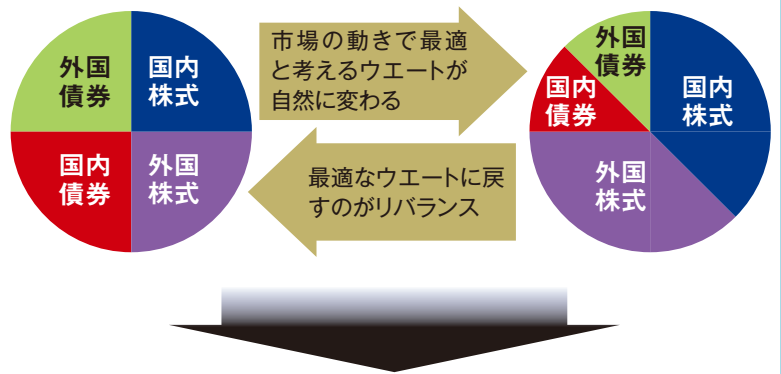 外国
債券
国内
株式
国内
債券
外国
株式
市場の動きで最適
と考えるウエートが
自然に変わる
最適なウエートに戻
すのがリバランス
外国
債券
国内
債券
国内
株式
外国
株式